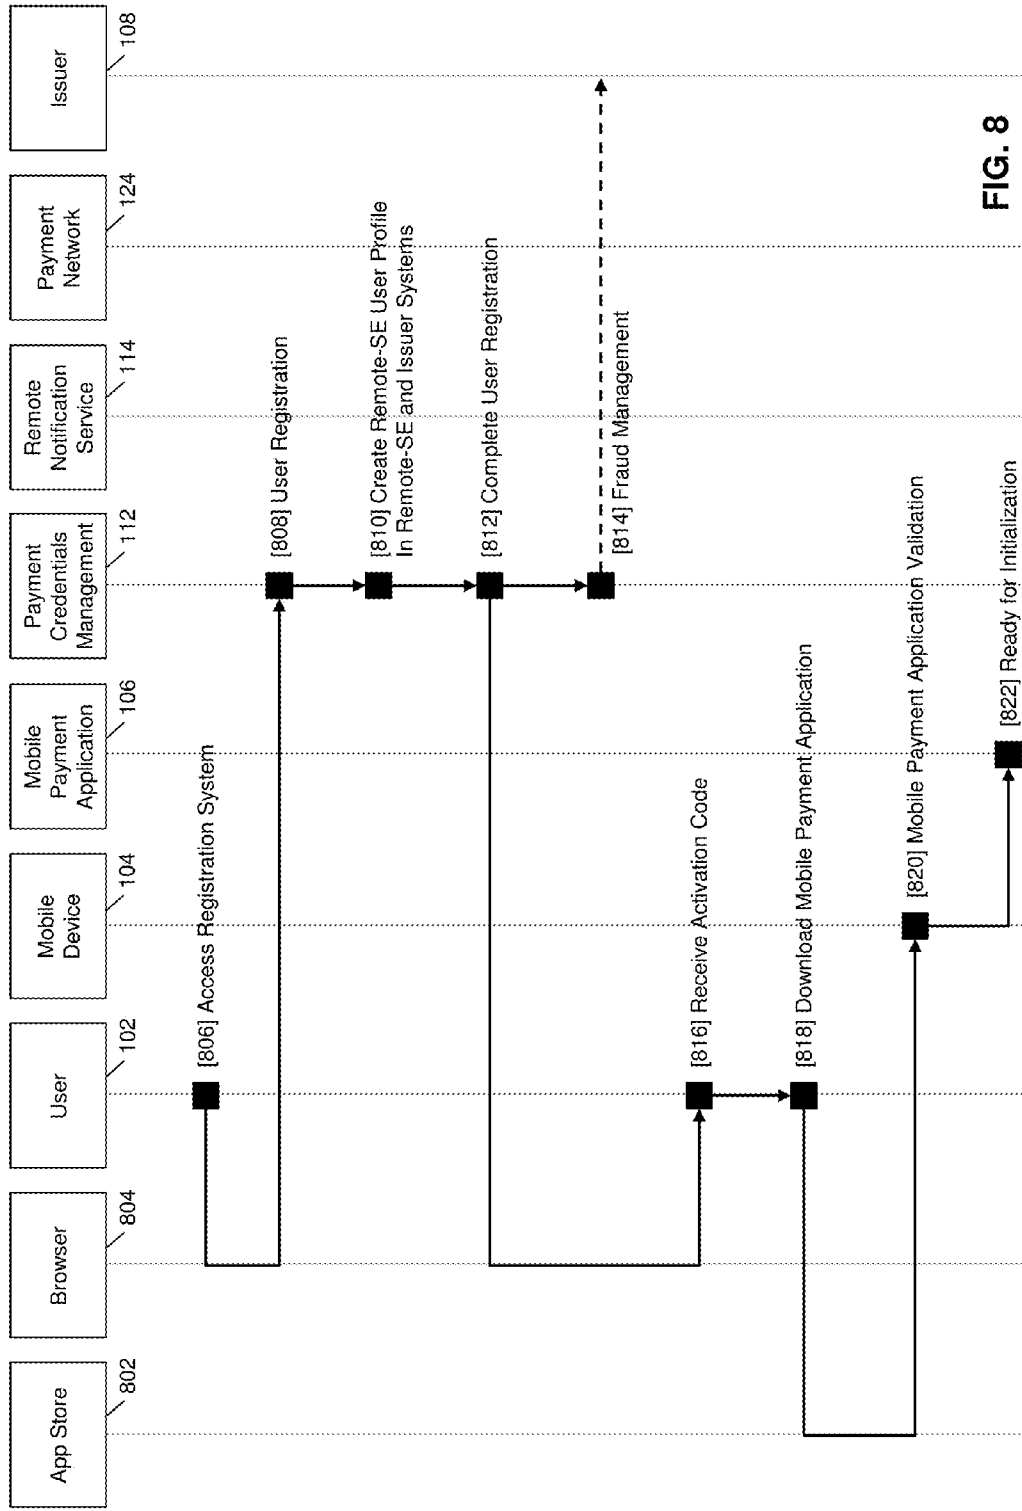 App Store
802
Browser
804
User
102
Mobile
Device
104
Mobile
Payment
Application
106
Payment
Credentials
Management
112
Remote
Notification
Service
114
Payment
Network
124
Issuer
108
[806] Access Registration System
[808] User Registration
[810] Create Remote-SE User Profile
In Remote-SE and Issuer Systems
[812] Complete User Registration
[814] Fraud Management
[816] Receive Activation Code
[818] Download Mobile Payment Application
[820] Mobile Payment Application Validation
[822] Ready for Initialization
FIG. 8